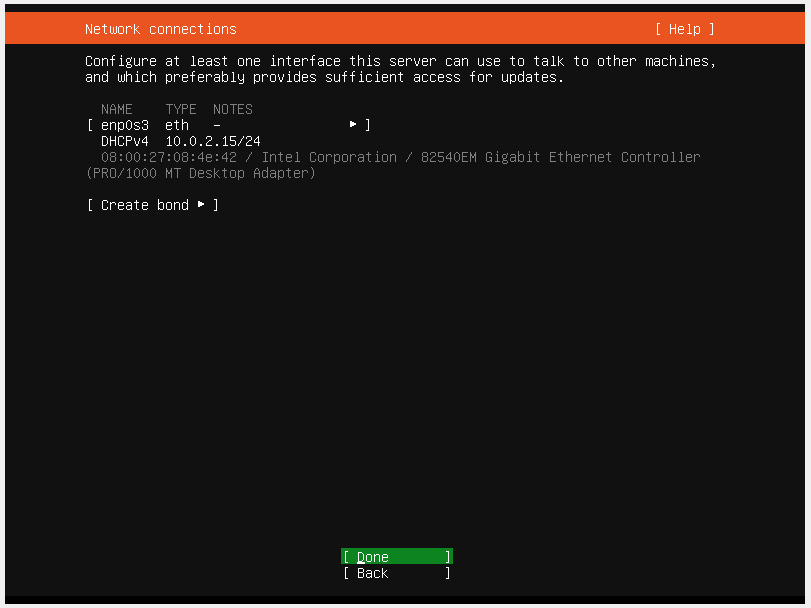 Network connections [ Help ]
Configure at least one interface this server can use to talk to other machines,
and which preferably provides sufficient access for updates.
NAME TYPE NOTES
[ enp0s3 eth – ▸ ]
DHCPv4 10.0.2.15/24
08:00:27:08:4e:42 / Intel Corporation / 82540EM Gigabit Ethernet Controller
(PRO/1000 MT Desktop Adapter)
[ Create bond ▸ ]
[ Done ]
[ Back ]